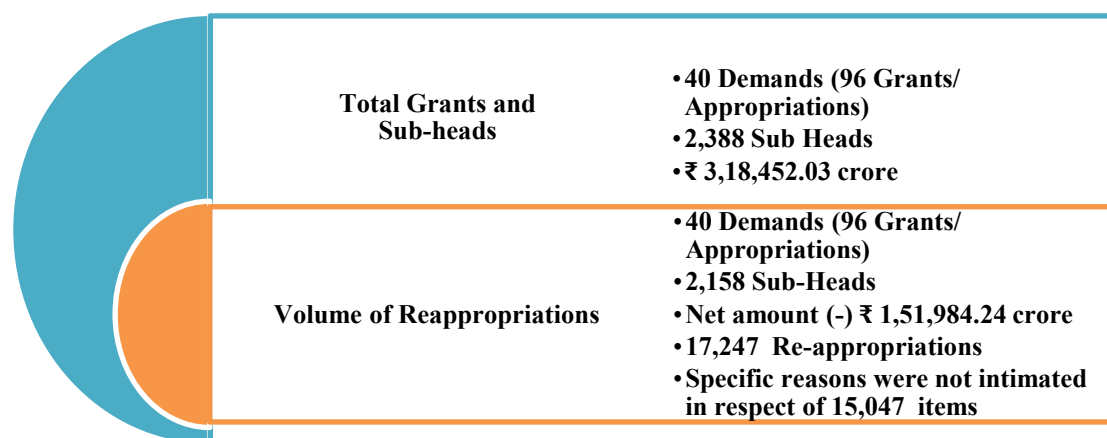 Total Grants and
Sub-heads
•40 Demands (96 Grants/
Appropriations)
•2,388 Sub Heads
•₹ 3,18,452.03 crore
Volume of Reappropriations
•40 Demands (96 Grants/
Appropriations)
•2,158 Sub-Heads
•Net amount (-) ₹ 1,51,984.24 crore
•17,247 Re-appropriations
•Specific reasons were not intimated
in respect of 15,047 items